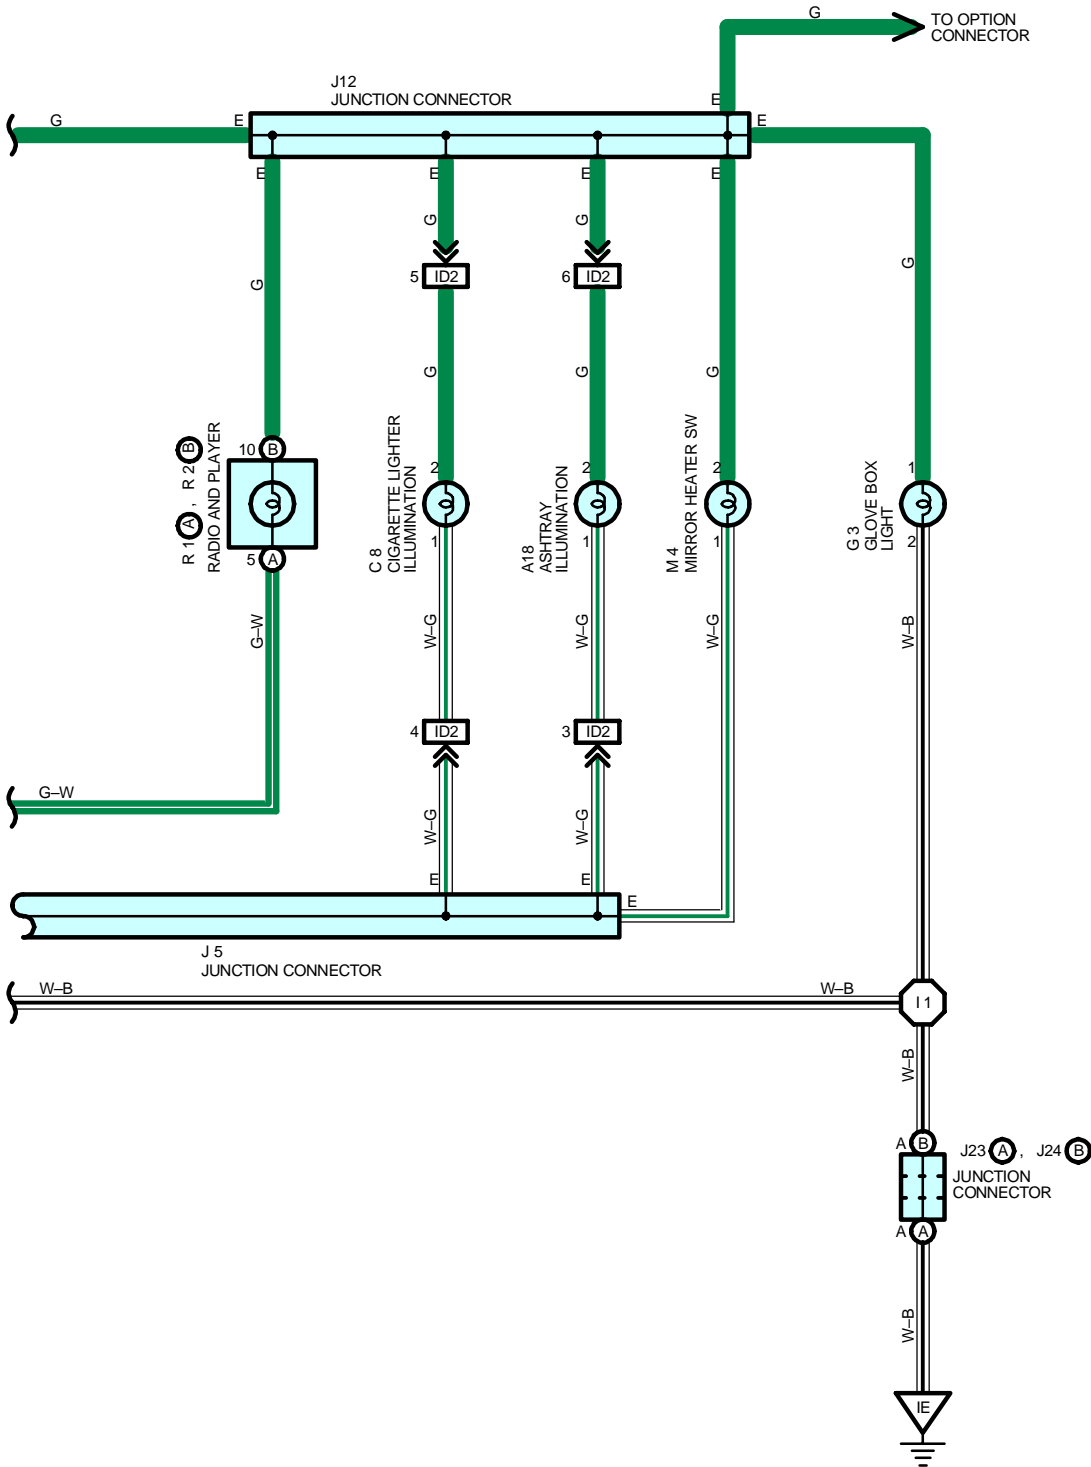 G
TO OPTION
CONNECTOR
J12
JUNCTION CONNECTOR
G
E
E
E
E
E
E
E
G
G
5
ID2
6
ID2
G
G
G
G
G
R 1 A , R 2 B
RADIO AND PLAYER
10
B
5
A
C 8
CIGARETTE LIGHTER
ILLUMINATION
2
1
A18
ASHTRAY
ILLUMINATION
2
1
M 4
MIRROR HEATER SW
2
1
G 3
GLOVE BOX
LIGHT
1
2
G–W
W–G
W–G
W–G
W–B
4
ID2
3
ID2
G–W
W–G
W–G
E
E
E
J 5
JUNCTION CONNECTOR
W–B
W–B
I 1
W–B
A
B
J23 A , J24 B
JUNCTION
CONNECTOR
A
A
W–B
IE